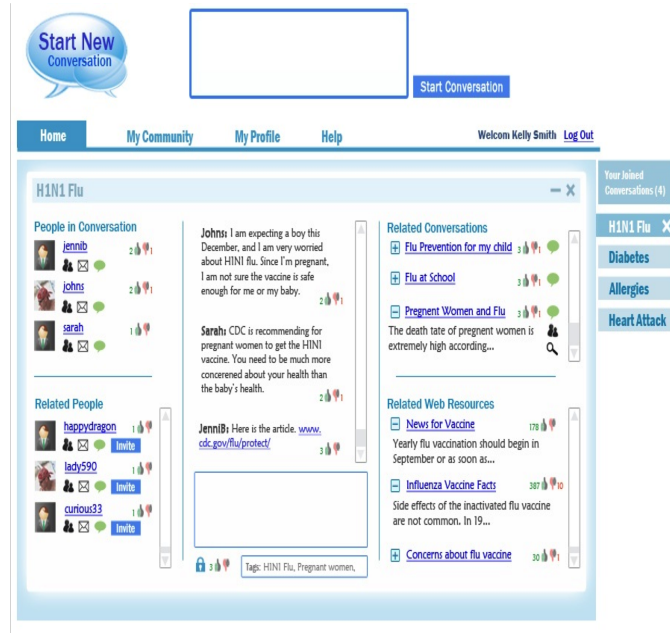 Start New
Conversation
Start Conversation
Home My Community My Profile Help Welcom Kelly Smith Log Out
Your Joined
Conversations (4)
H1N1 Flu
Diabetes
Allergies
Heart Attack
H1N1 Flu
People in Conversation
jennib 2 1
johns 2 1
sarah 1
Related People
happydragon 1
Invite
lady590 1
Invite
curious33 1
Invite
Johns: I am expecting a boy this
December, and I am very worried
about H1N1 flu. Since I'm pregnant,
I am not sure the vaccine is safe
enough for me or my baby.
2 1
Sarah: CDC is recommending for
pregnant women to get the H1N1
vaccine. You need to be much more
concerened about your health than
the baby's health.
2 1
JenniB: Here is the article. www.
cdc.gov/flu/protect/
3
3
Tags: H1N1 Flu, Pregnant women,
Related Conversations
Flu Prevention for my child 3 1
Flu at School 3 1
Pregnent Women and Flu 3 1
The death tate of pregnent women is
extremely high according...
Related Web Resources
News for Vaccine 178
Yearly flu vaccination should begin in
September or as soon as...
Influenza Vaccine Facts 387 10
Side effects of the inactivated flu vaccine
are not common. In 19...
Concerns about flu vaccine 30 1